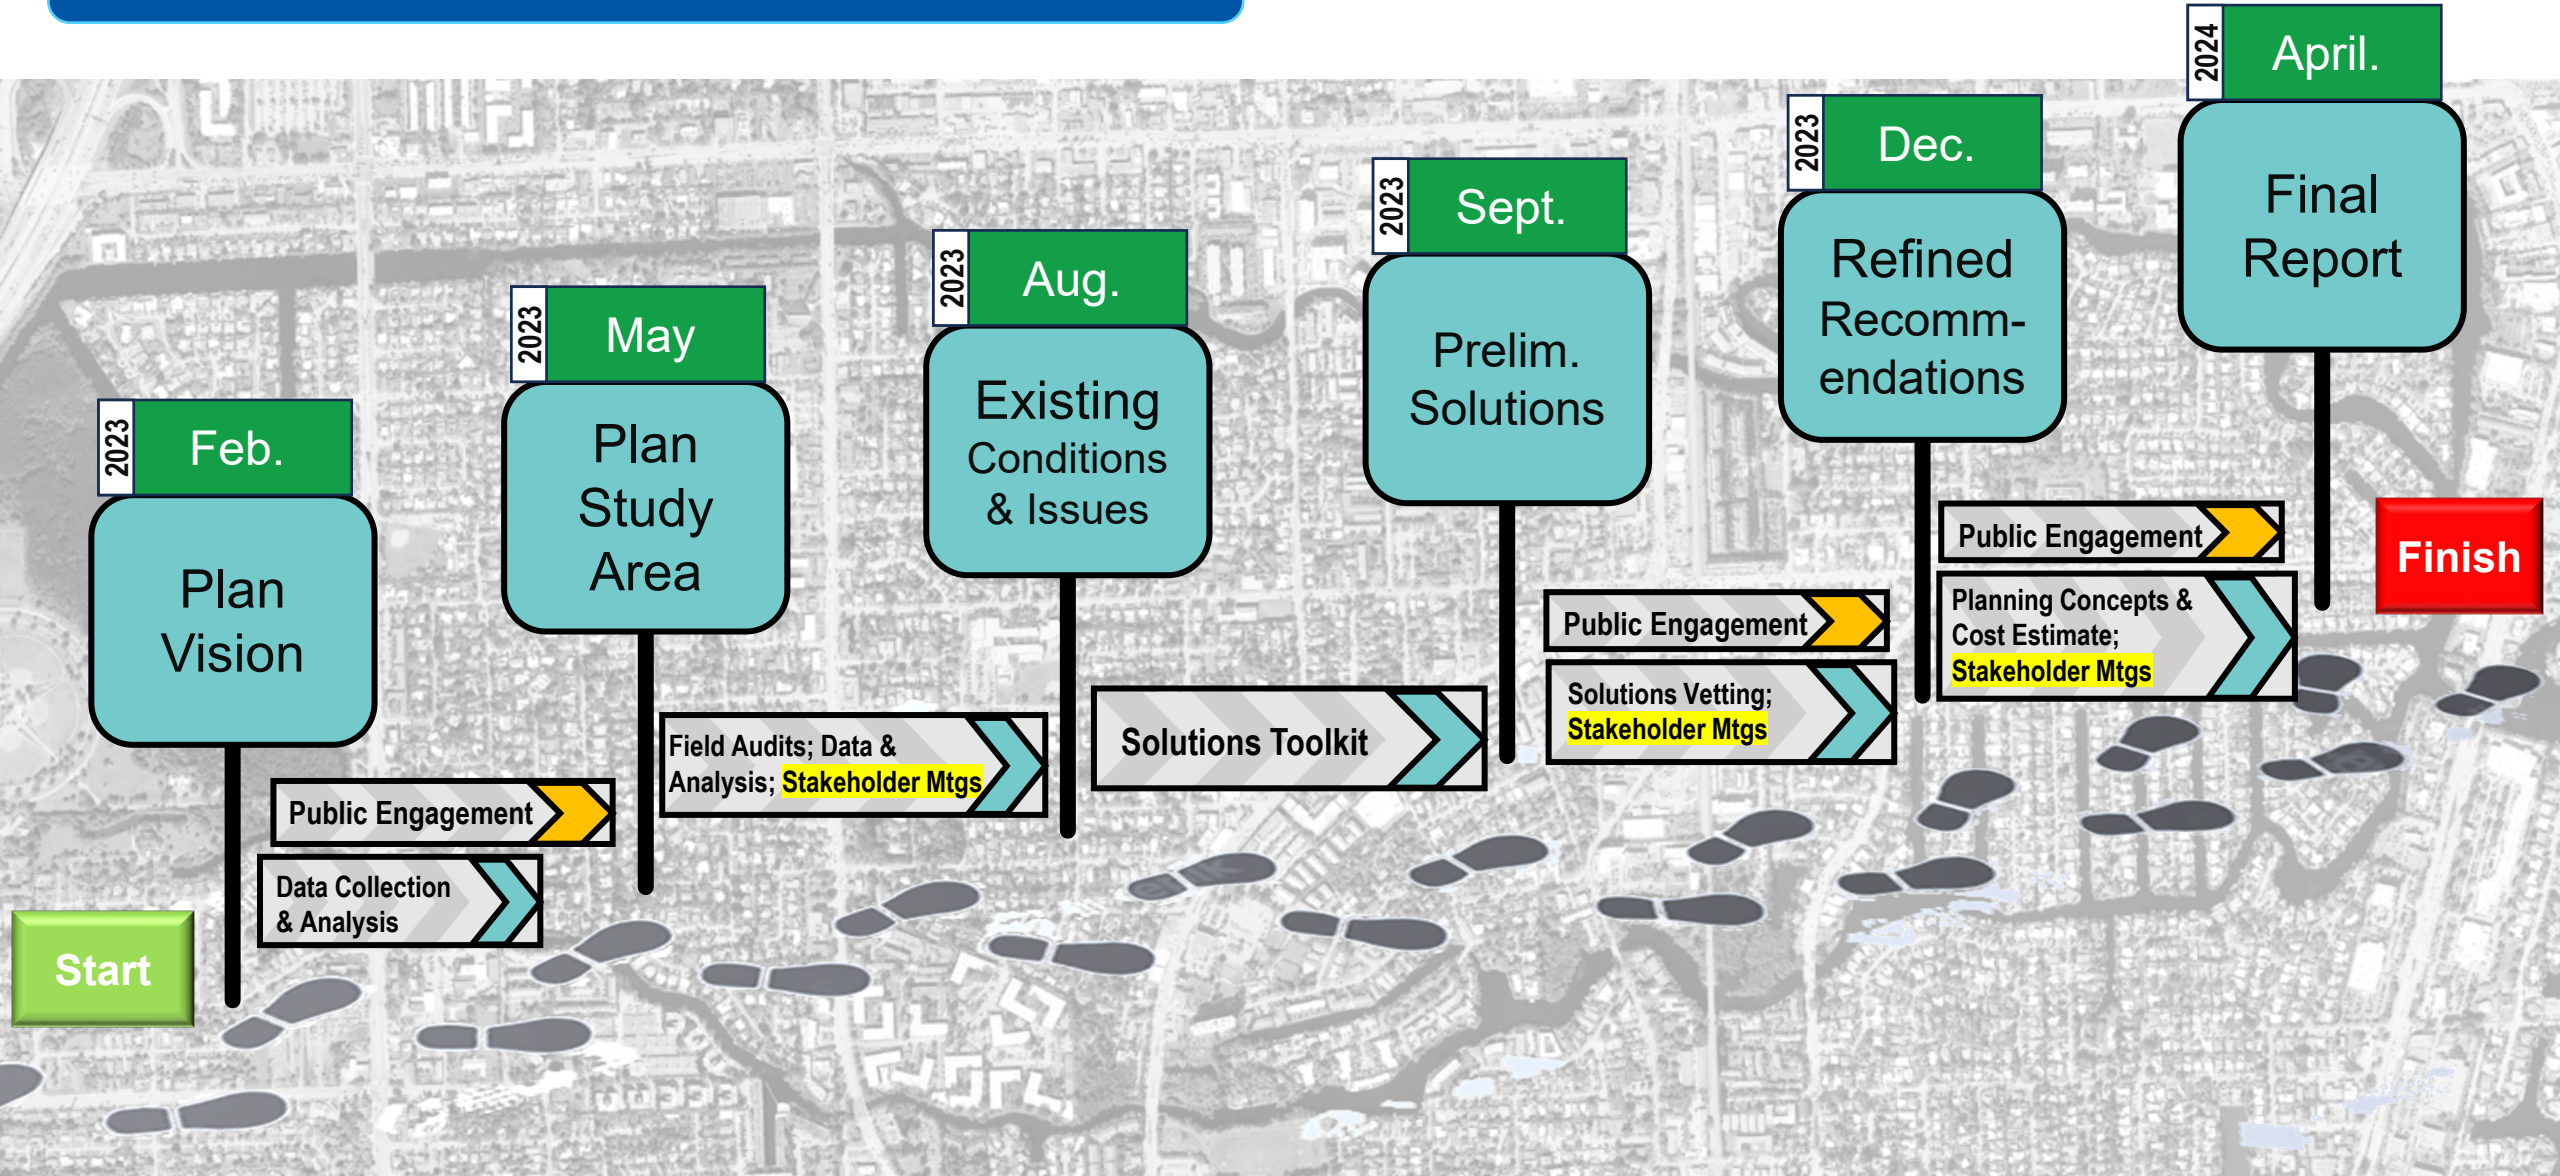 2023
Feb.
Plan
Vision
2023
May
Plan
Study
Area
2023
Aug.
Existing
Conditions
& Issues
2023
Sept.
Prelim.
Solutions
2023
Dec.
Refined
Recomm-
endations
2024
April.
Final
Report
Start
Public Engagement
Data Collection
& Analysis
Field Audits; Data &
Analysis; Stakeholder Mtgs
Solutions Toolkit
Public Engagement
Solutions Vetting;
Stakeholder Mtgs
Public Engagement
Planning Concepts &
Cost Estimate;
Stakeholder Mtgs
Finish